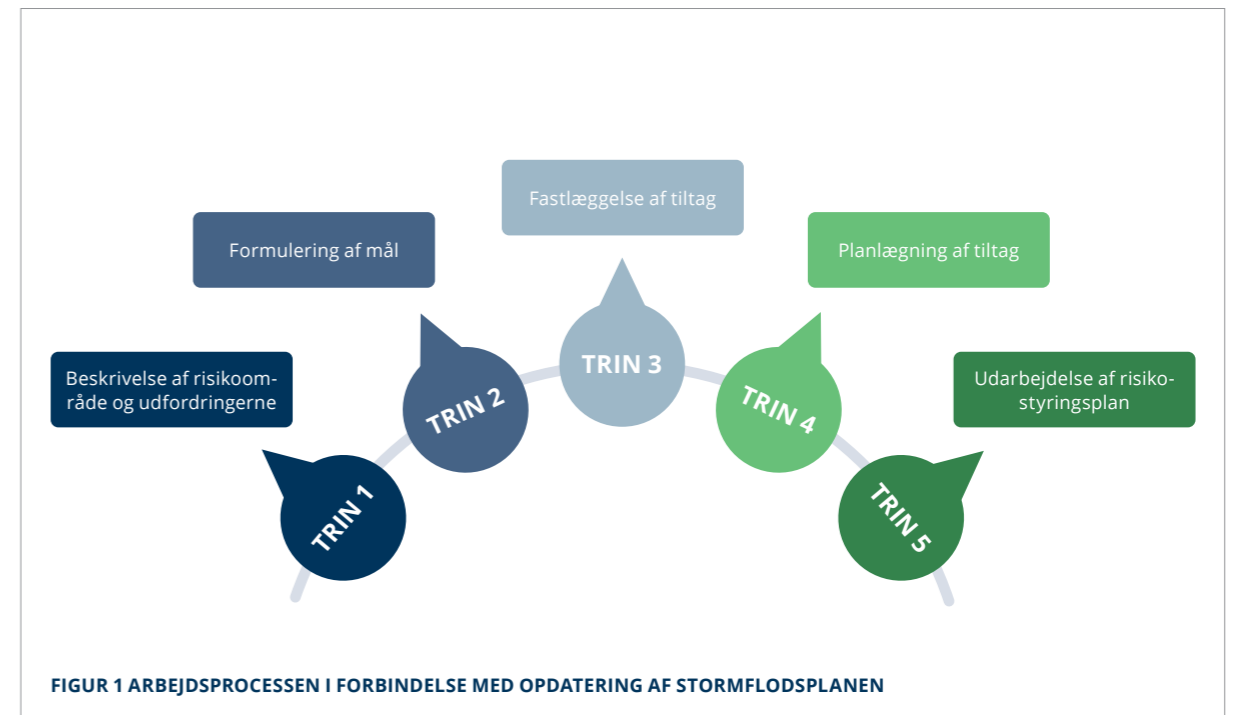 Fastlæggelse af tiltag
Formulering af mål
Planlægning af tiltag
Beskrivelse af risikoom-
råde og udfordringerne
Udarbejdelse af risiko-
styringsplan
TRIN 1
TRIN 2
TRIN 3
TRIN 4
TRIN 5
FIGUR 1 ARBEJDSPROCESSEN I FORBINDELSE MED OPDATERING AF STORMFLODSPLANEN